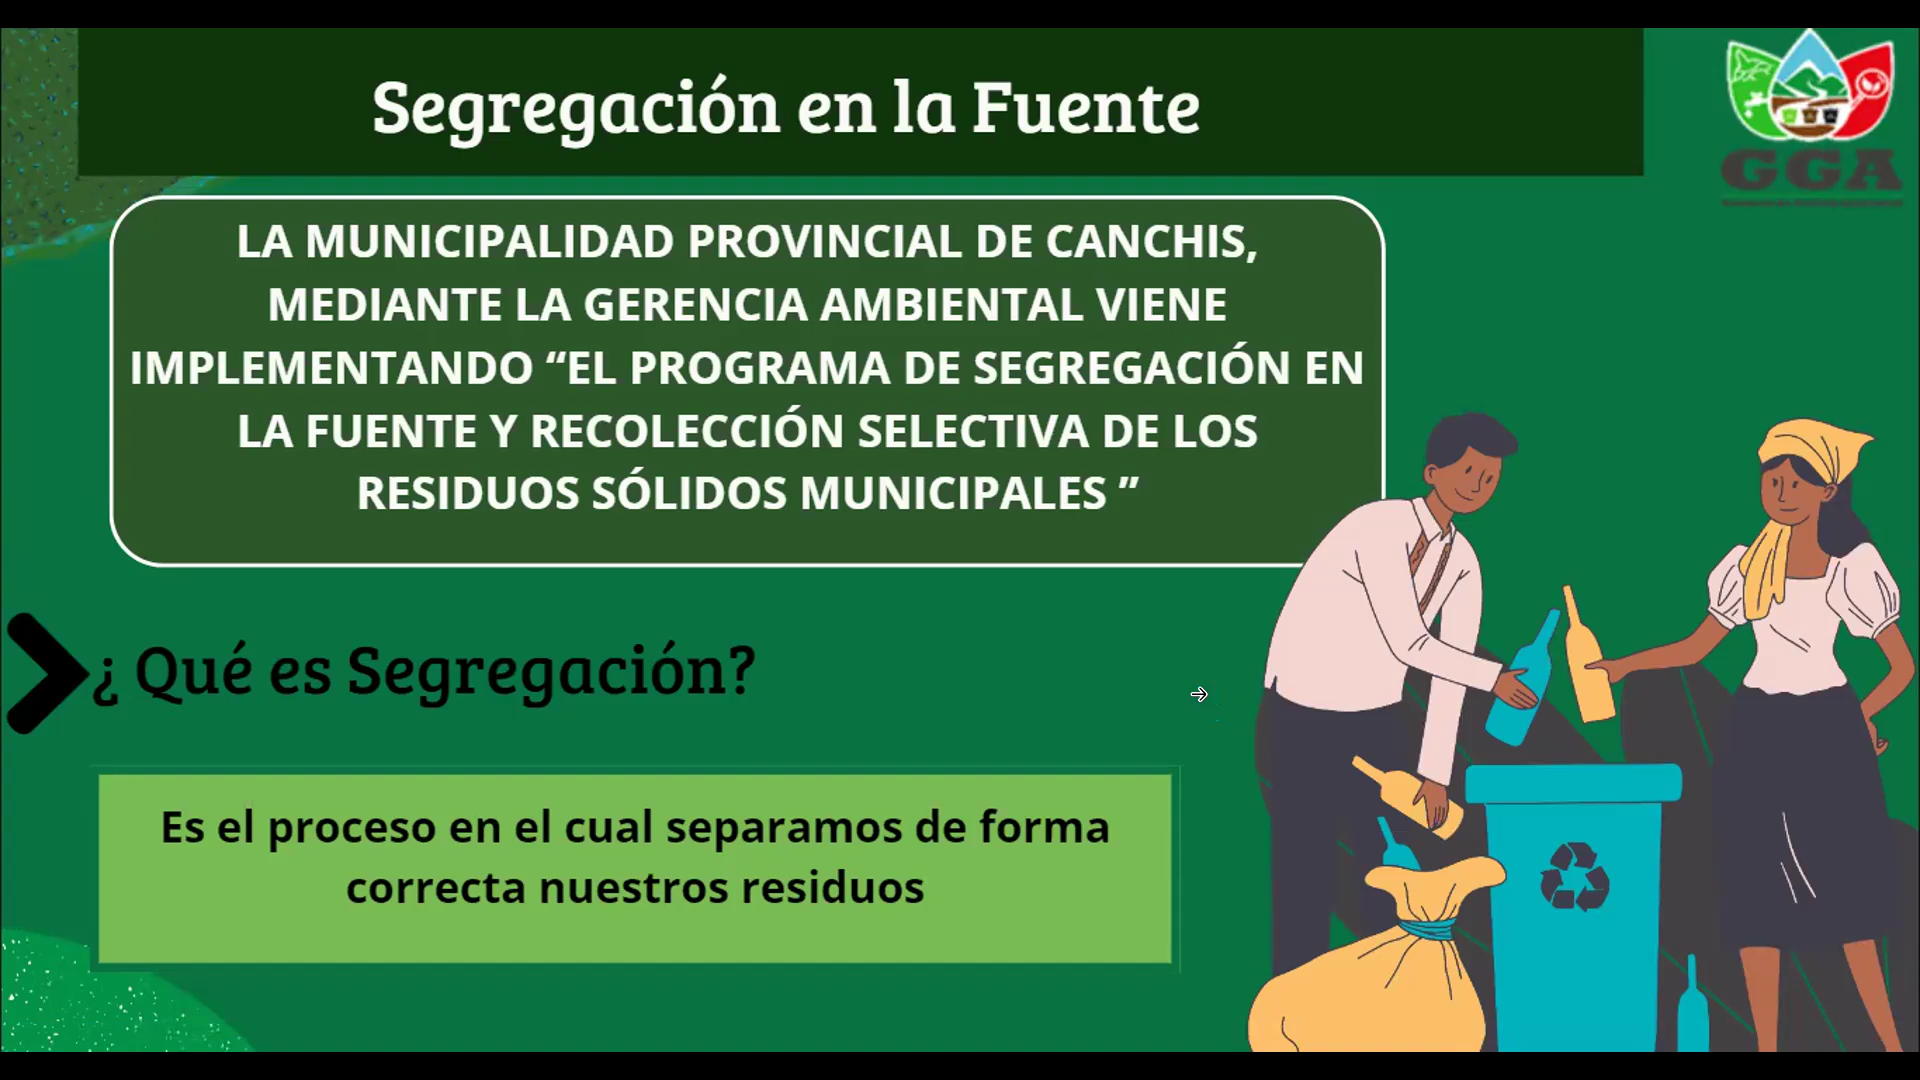 Segregación en la Fuente
GGA
LA MUNICIPALIDAD PROVINCIAL DE CANCHIS,
MEDIANTE LA GERENCIA AMBIENTAL VIENE
IMPLEMENTANDO “EL PROGRAMA DE SEGREGACIÓN EN
LA FUENTE Y RECOLECCIÓN SELECTIVA DE LOS
RESIDUOS SÓLIDOS MUNICIPALES ”
¿ Qué es Segregación?
Es el proceso en el cual separamos de forma
correcta nuestros residuos